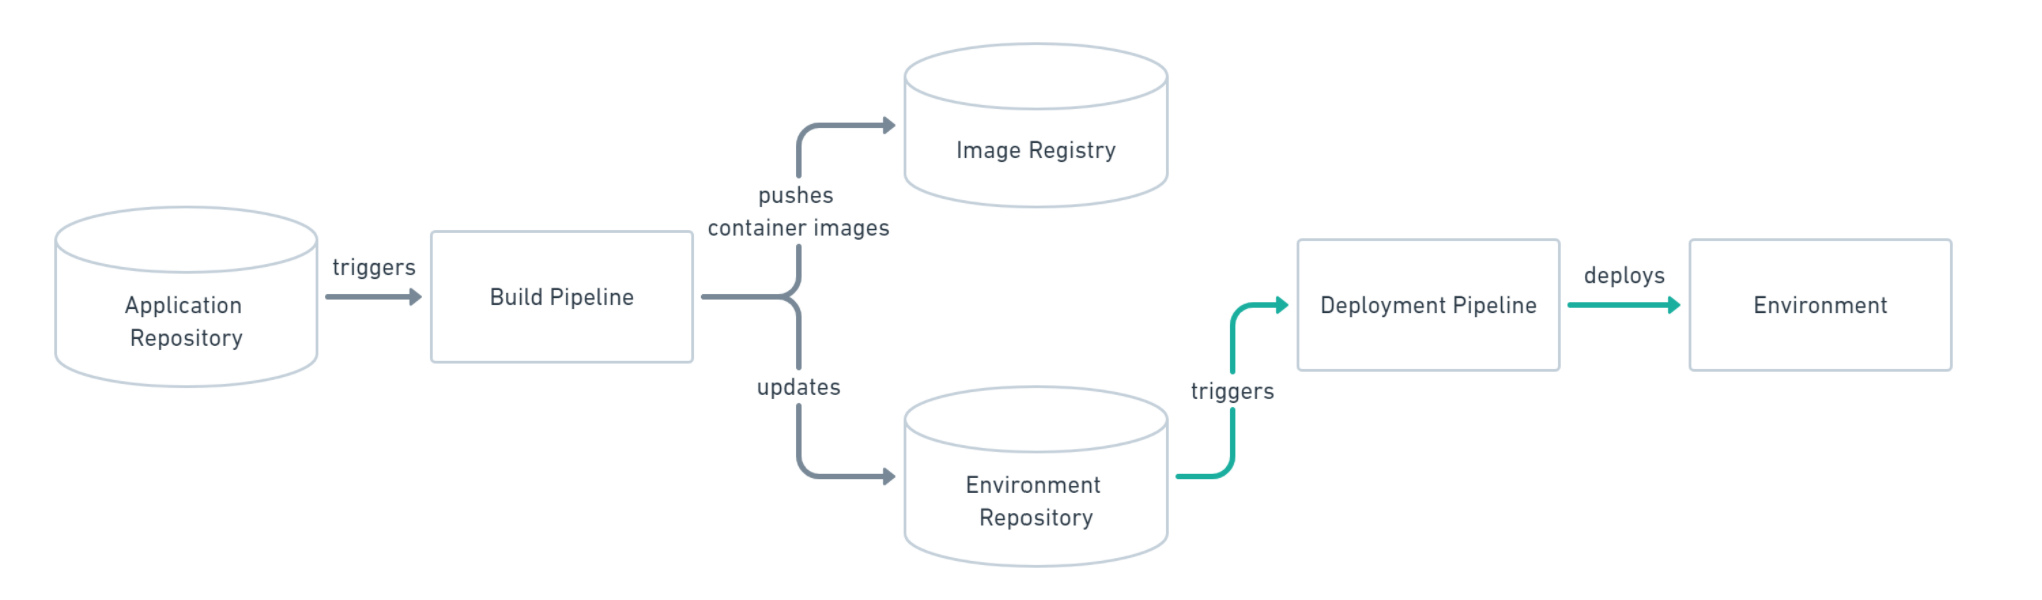 Application
Repository
triggers
Build Pipeline
pushes
container images
Image Registry
updates
Environment
Repository
triggers
Deployment Pipeline
deploys
Environment